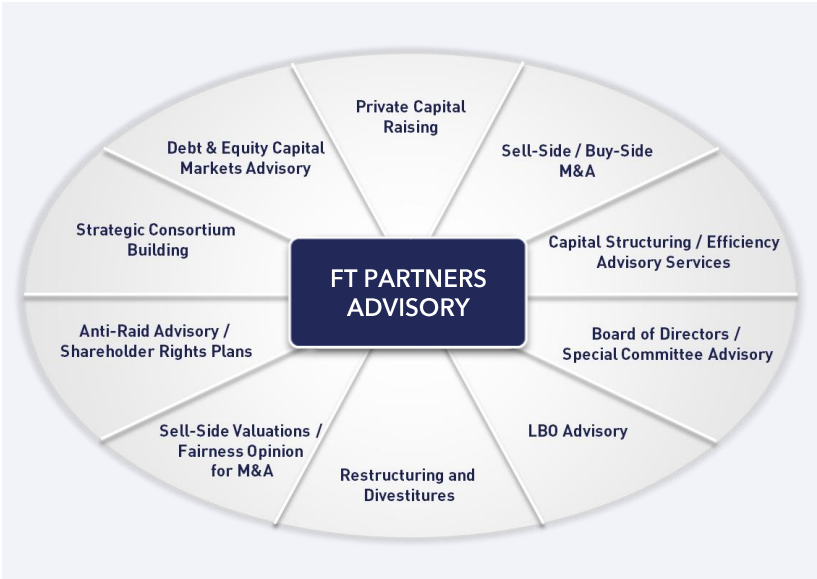 Private Capital
Raising
Sell-Side / Buy-Side
M&A
Capital Structuring / Efficiency
Advisory Services
Board of Directors /
Special Committee Advisory
LBO Advisory
Restructuring and
Divestitures
Sell-Side Valuations /
Fairness Opinion
for M&A
Anti-Raid Advisory /
Shareholder Rights Plans
Strategic Consortium
Building
Debt & Equity Capital
Markets Advisory
FT PARTNERS
ADVISORY